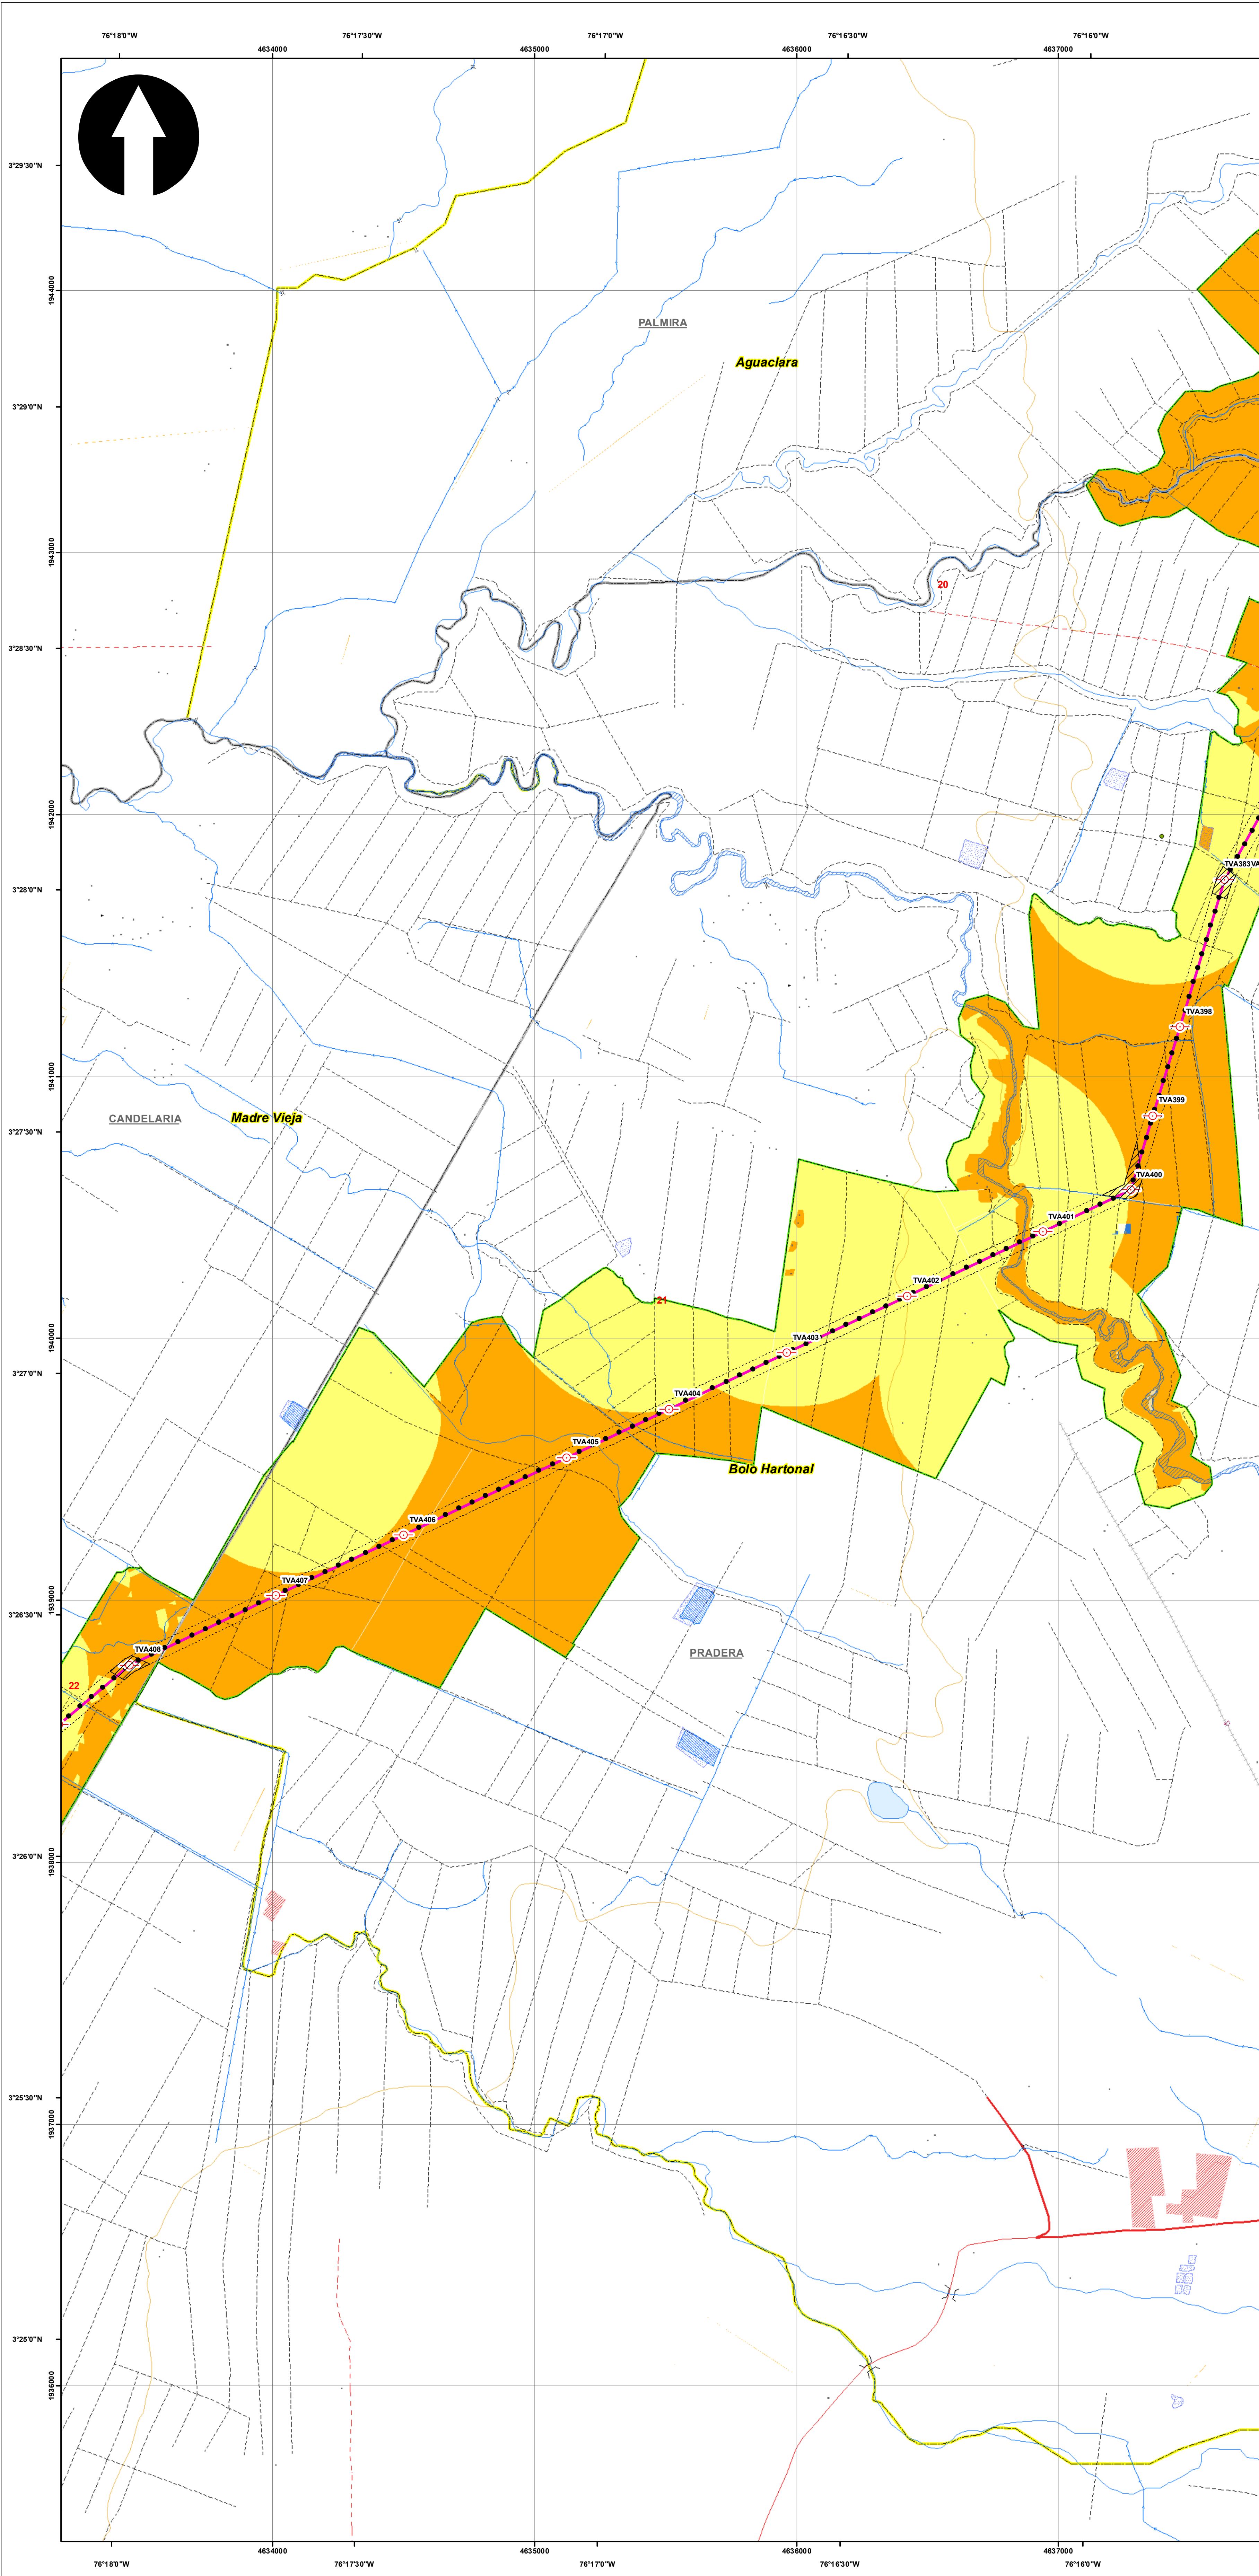 76°18'0"W 76°17'30"W 76°17'0"W 76°16'30"W 76°16'0"W
4634000 4635000 4636000 4637000
3°29'30"N
1944000
PALMIRA
Aguaclara
3°29'0"N
1943000
20
3°28'30"N
1942000
TVA383VA
3°28'0"N
TVA398
1941000
TVA399
CANDELARIA
Madre Vieja
3°27'30"N
TVA400
TVA401
TVA402
21
1940000
TVA403
3°27'0"N
TVA404
TVA405
Bolo Hartonal
TVA406
TVA407
1939000
3°26'30"N
TVA408
PRADERA
22
3°26'0"N
1938000
3°25'30"N
1937000
3°25'0"N
1936000
4634000 4635000 4636000 4637000
76°18'0"W 76°17'30"W 76°17'0"W 76°16'30"W 76°16'0"W